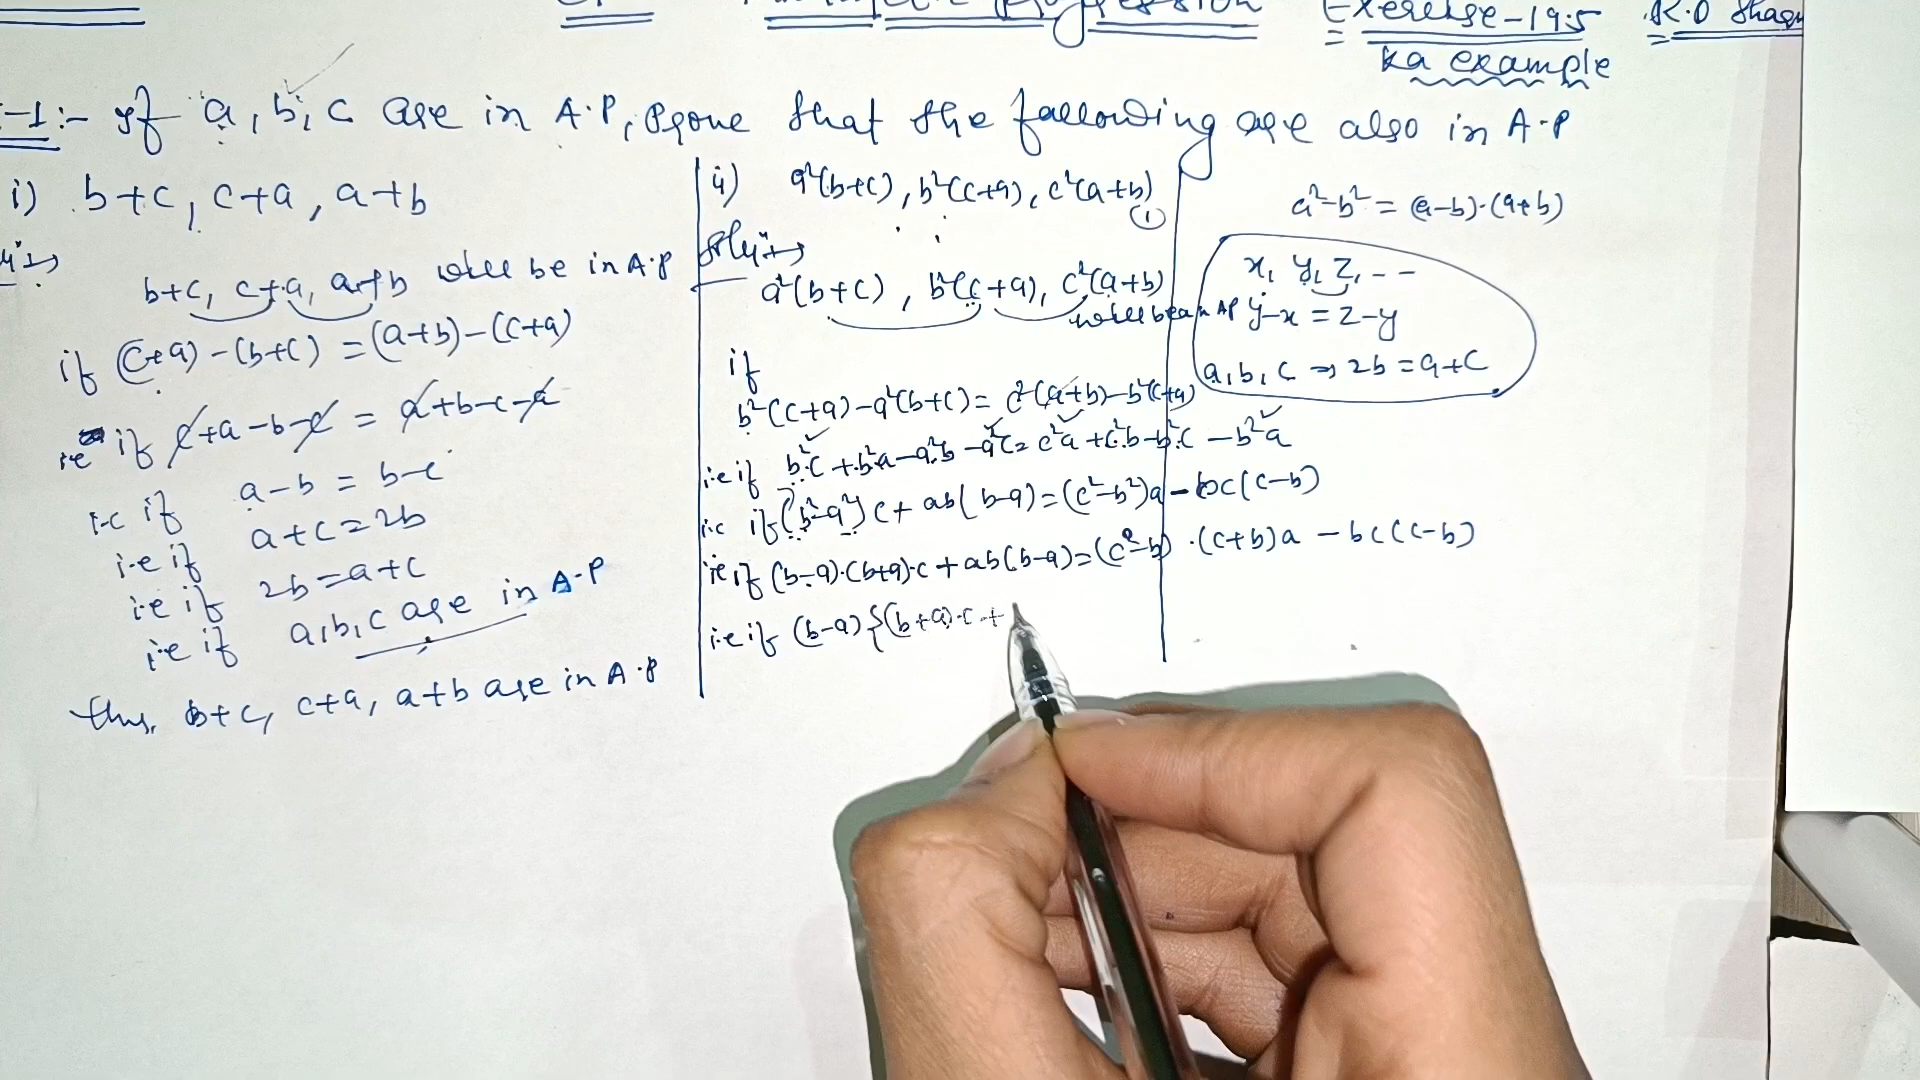 Exercise-19.5
ka example
If a, b, c are in A.P, Prove that the following are also in A.P
i) b+c, c+a, a+b
b+c, c+a, a+b will be in A.P
if (c+a)-(b+c) = (a+b)-(c+a)
i.e if c+a-b-c = a+b-c-a
i.e if a-b = b-c
i.e if a+c = 2b
i.e if 2b = a+c
i.e if a,b,c are in A.P
thus, b+c, c+a, a+b are in A.P
ii) a²(b+c), b²(c+a), c²(a+b)
(1)
a²(b+c), b²(c+a), c²(a+b)
will be in AP
if
b²(c+a)-a²(b+c) = c²(a+b)-b²(c+a)
i.e if b²c+b²a-a²b-a²c = c²a+c²b-b²c-b²a
i.e if (b²-a²)c+ab(b-a) = (c²-b²)a-bc(c-b)
i.e if (b-a)·(b+a)·c+ab(b-a) = (c-b)·(c+b)a-bc(c-b)
i.e if (b-a){(b+a)·c+
a²-b² = (a-b)·(a+b)
x, y, z, --
y-x = z-y
a, b, c ⇒ 2b = a+c